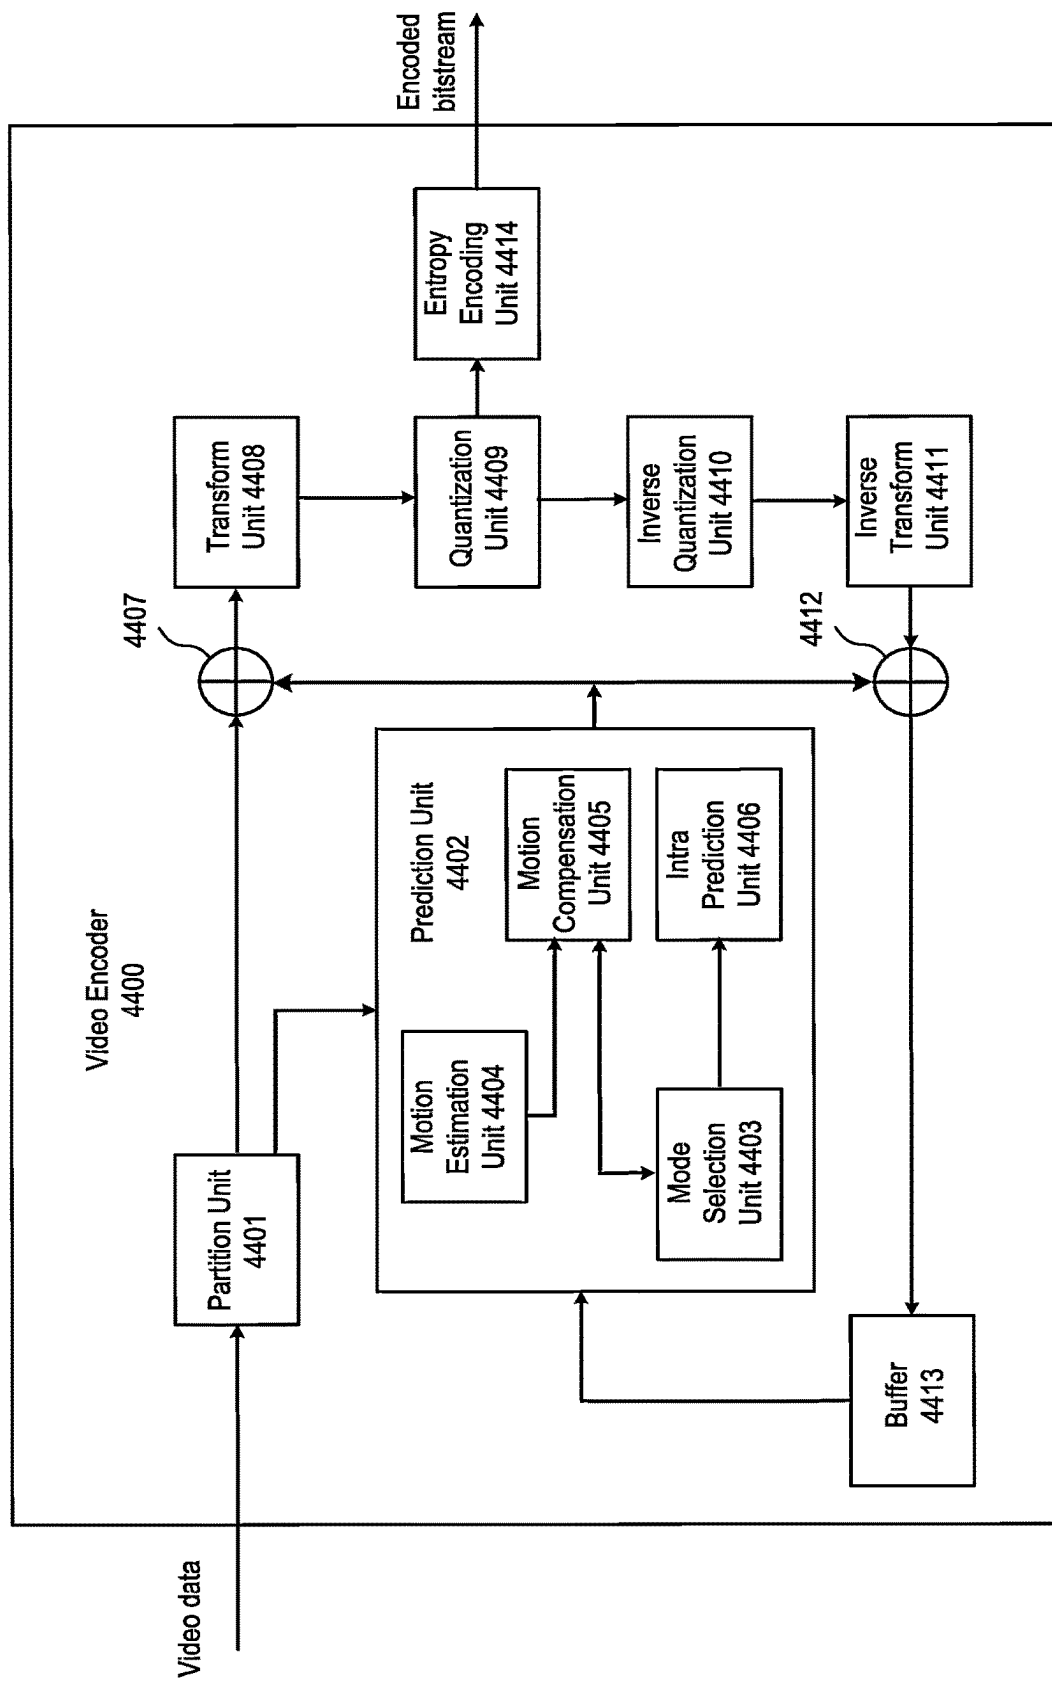 Video Encoder
4400
Video data
Partition Unit
4401
4407
Transform
Unit 4408
Prediction Unit
4402
Motion
Estimation
Unit 4404
Motion
Compensation
Unit 4405
Mode
Selection
Unit 4403
Intra
Prediction
Unit 4406
Quantization
Unit 4409
Entropy
Encoding
Unit 4414
Encoded
bitstream
Inverse
Quantization
Unit 4410
Inverse
Transform
Unit 4411
4412
Buffer
4413